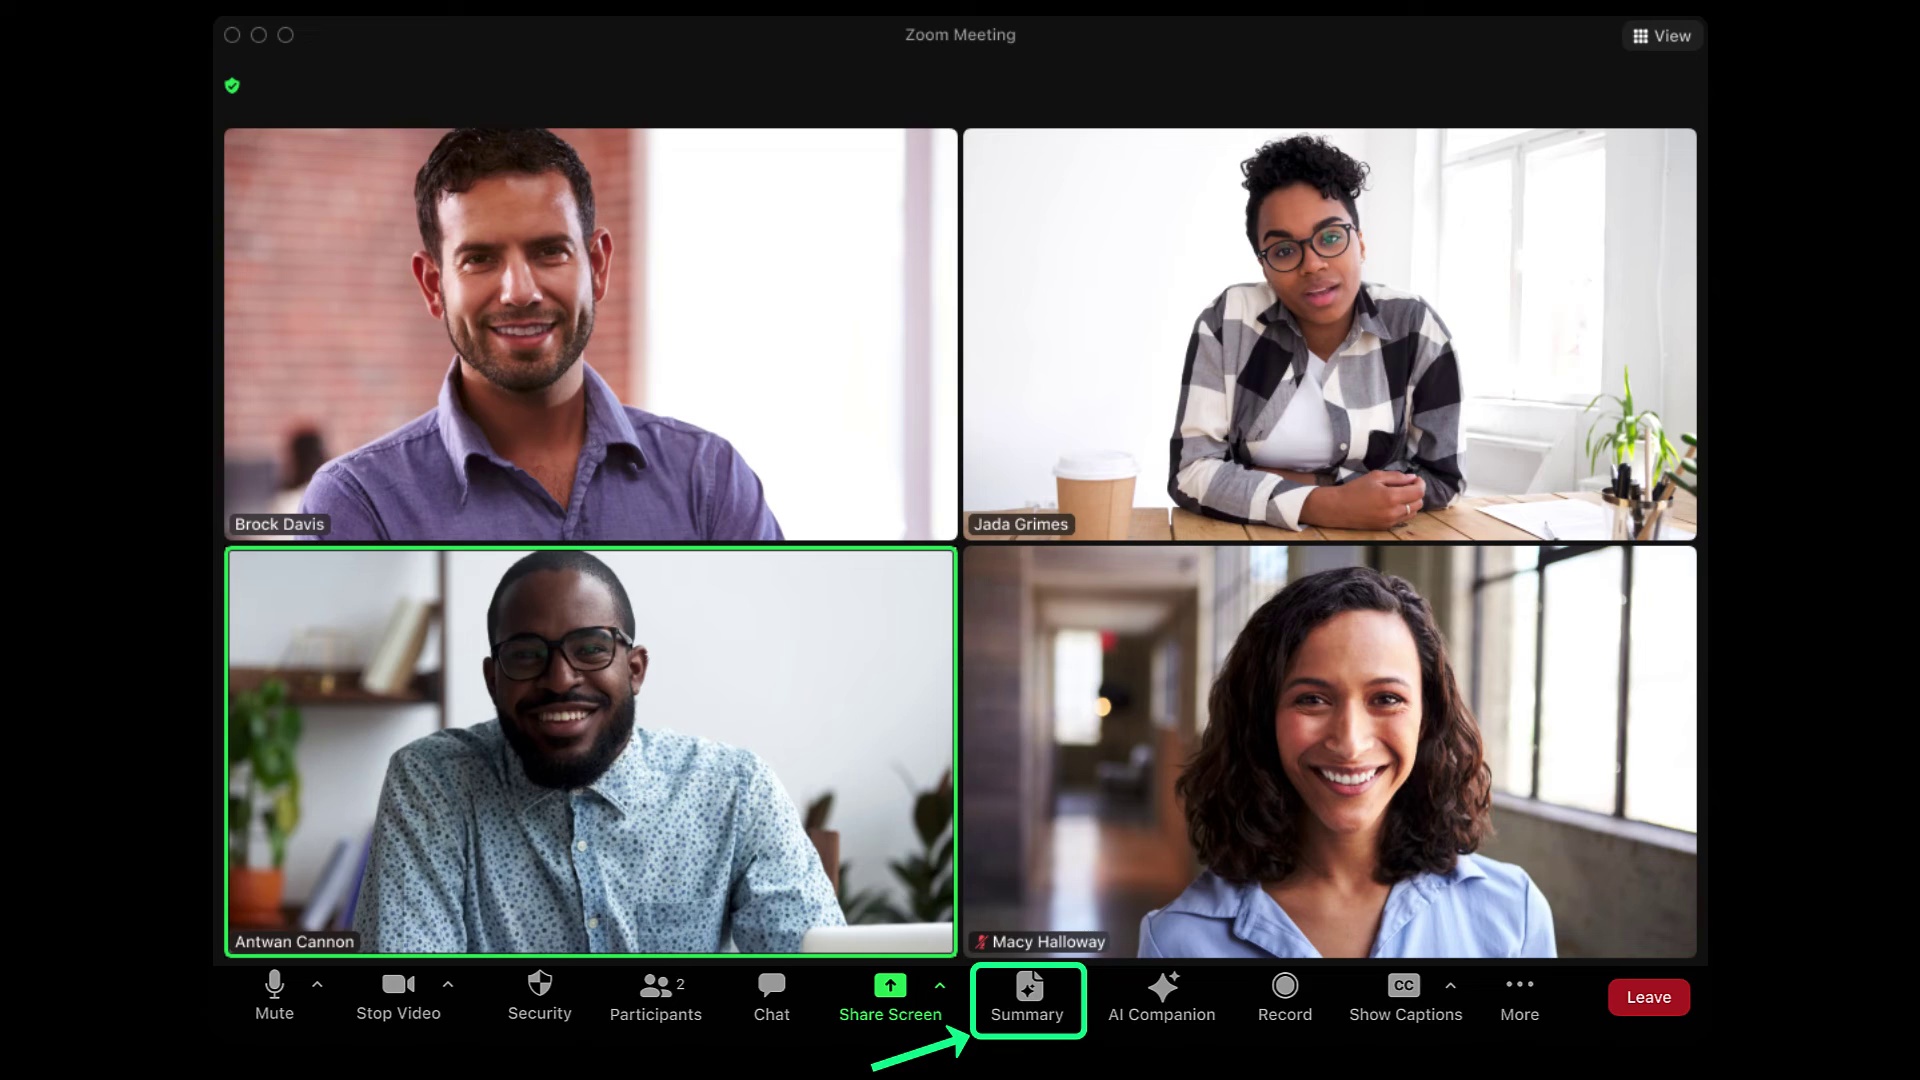 Zoom Meeting
View
Brock Davis
Jada Grimes
Antwan Cannon
Macy Halloway
2
CC
Mute
Stop Video
Security
Participants
Chat
Share Screen
Summary
AI Companion
Record
Show Captions
More
Leave